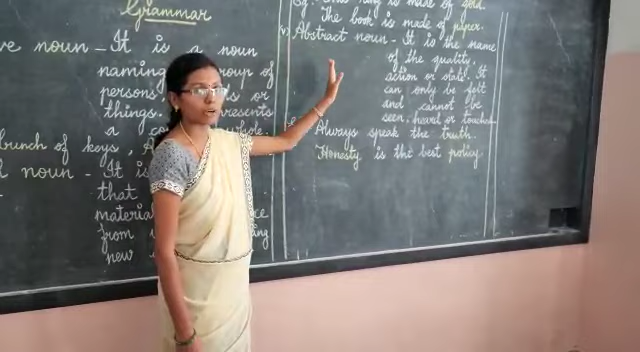 Grammar
ve noun - It is a noun
naming group of
persons or
things.
a
bunch of keys,
l noun - It is
that
material
from
new
Eg. This ring is made of gold.
The book is made of paper.
v) Abstract noun - It is the name
of the quality,
action or state. It
can only be felt
and cannot be
seen, heard or touched
Always speak the truth.
Honesty is the best policy.